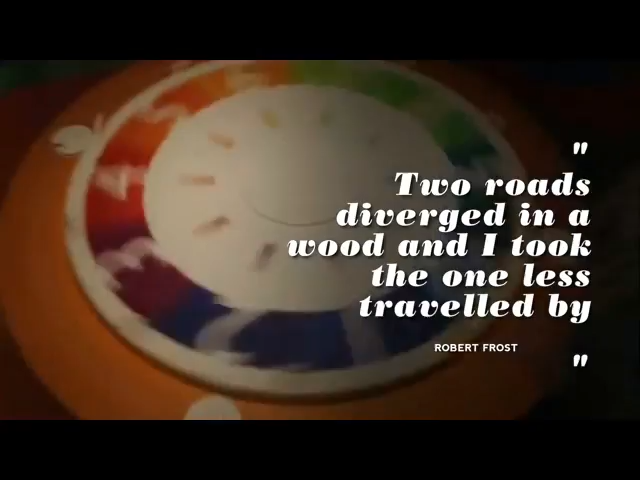 "
Two roads
diverged in a
wood and I took
the one less
travelled by
ROBERT FROST
"